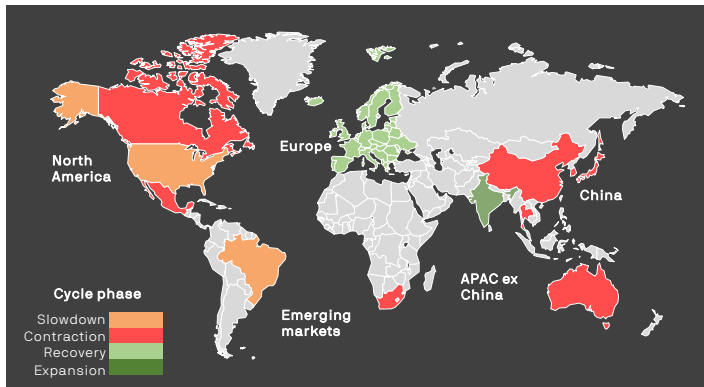 North
America
Europe
China
APAC ex
China
Emerging
markets
Cycle phase
Slowdown
Contraction
Recovery
Expansion